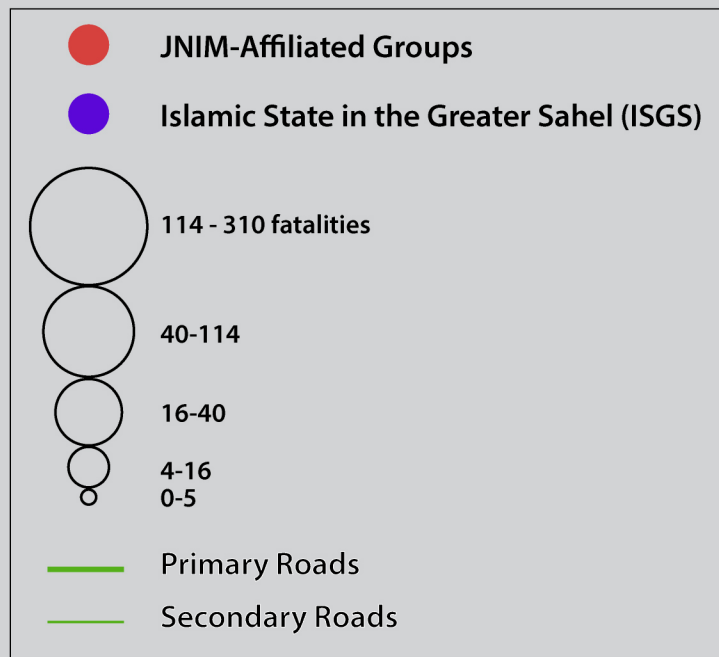 JNIM-Affiliated Groups
Islamic State in the Greater Sahel (ISGS)
114 - 310 fatalities
40-114
16-40
4-16
0-5
Primary Roads
Secondary Roads